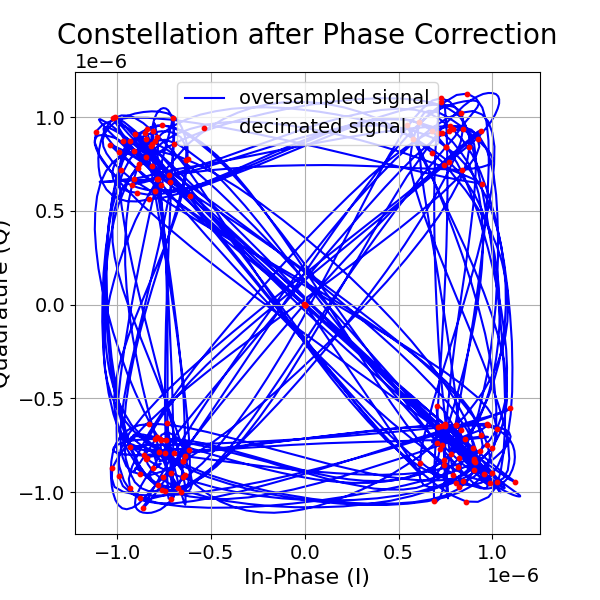 Constellation after Phase Correction
1e−6
oversampled signal
decimated signal
1.0
0.5
0.0
−0.5
−1.0
Quadrature (Q)
−1.0 −0.5 0.0 0.5 1.0
In-Phase (I)
1e−6